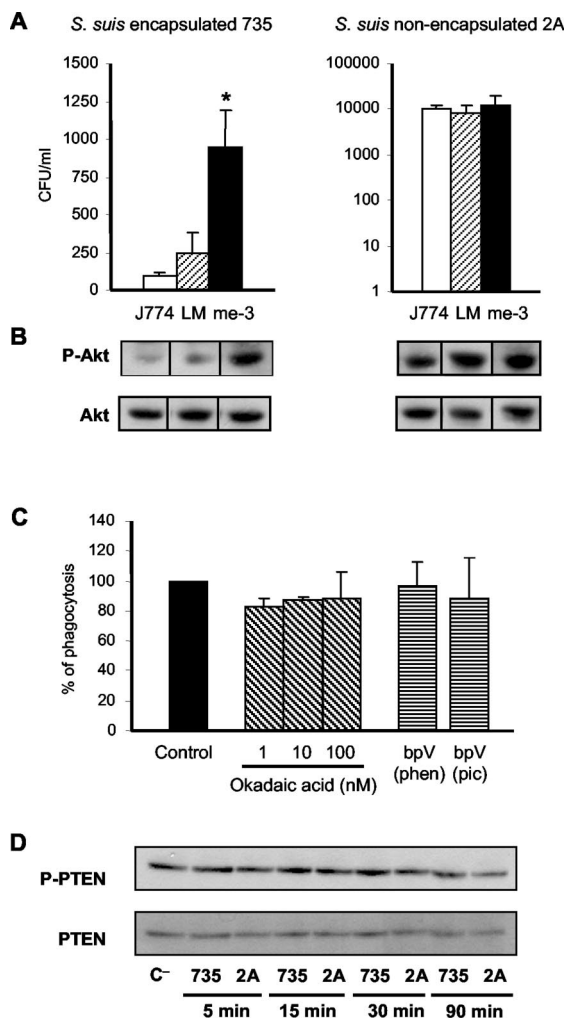 A
S. suis encapsulated 735
S. suis non-encapsulated 2A
1500
1250
1000
750
500
250
0
CFU/ml
*
J774 LM me-3
100000
10000
1000
100
10
1
J774 LM me-3
B
P-Akt
Akt
C
140
120
100
80
60
40
20
0
% of phagocytosis
Control
1 10 100
Okadaic acid (nM)
bpV (phen)
bpV (pic)
D
P-PTEN
PTEN
C⁻ 735 2A 735 2A 735 2A 735 2A
5 min 15 min 30 min 90 min